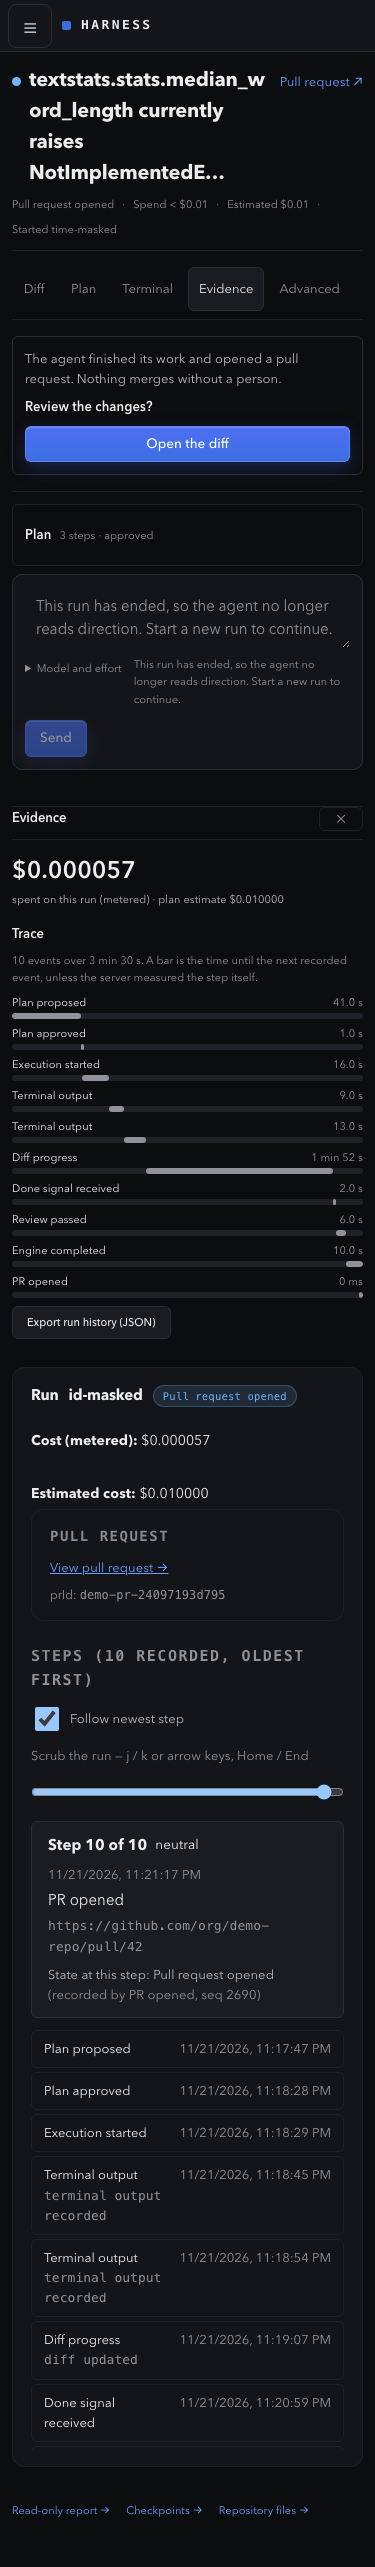 HARNESS
textstats.stats.median_w
ord_length currently
raises
NotImplementedE...
Pull request ↗
Pull request opened · Spend < $0.01 · Estimated $0.01 ·
Started time-masked
Diff Plan Terminal Evidence Advanced
The agent finished its work and opened a pull
request. Nothing merges without a person.
Review the changes?
Open the diff
Plan 3 steps · approved
This run has ended, so the agent no longer
reads direction. Start a new run to continue.
Model and effort
This run has ended, so the agent no
longer reads direction. Start a new run to
continue.
Send
Evidence
$0.000057
spent on this run (metered) · plan estimate $0.010000
Trace
10 events over 3 min 30 s. A bar is the time until the next recorded
event, unless the server measured the step itself.
Plan proposed 41.0 s
Plan approved 1.0 s
Execution started 16.0 s
Terminal output 9.0 s
Terminal output 13.0 s
Diff progress 1 min 52 s
Done signal received 2.0 s
Review passed 6.0 s
Engine completed 10.0 s
PR opened 0 ms
Export run history (JSON)
Run id-masked Pull request opened
Cost (metered): $0.000057
Estimated cost: $0.010000
PULL REQUEST
View pull request →
prId: demo-pr-24097193d795
STEPS (10 RECORDED, OLDEST
FIRST)
Follow newest step
Scrub the run — j / k or arrow keys, Home / End
Step 10 of 10 neutral
11/21/2026, 11:21:17 PM
PR opened
https://github.com/org/demo-
repo/pull/42
State at this step: Pull request opened
(recorded by PR opened, seq 2690)
Plan proposed 11/21/2026, 11:17:47 PM
Plan approved 11/21/2026, 11:18:28 PM
Execution started 11/21/2026, 11:18:29 PM
Terminal output 11/21/2026, 11:18:45 PM
terminal output
recorded
Terminal output 11/21/2026, 11:18:54 PM
terminal output
recorded
Diff progress 11/21/2026, 11:19:07 PM
diff updated
Done signal 11/21/2026, 11:20:59 PM
received
Read-only report → Checkpoints → Repository files →